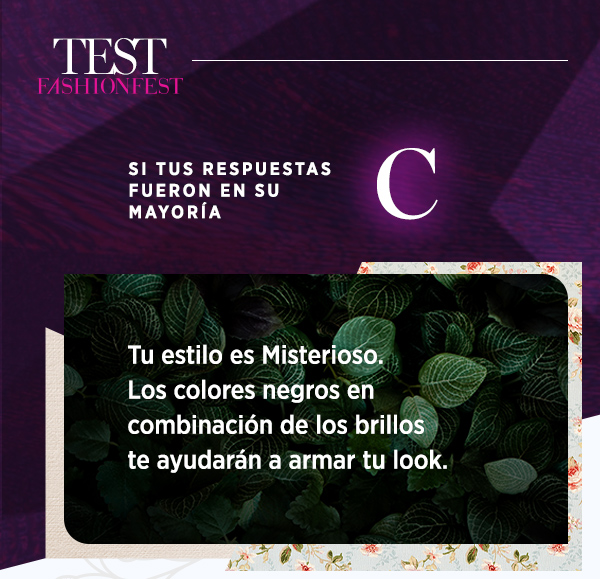 TEST
FASHIONFEST
SI TUS RESPUESTAS
FUERON EN SU
MAYORÍA
C
Tu estilo es Misterioso.
Los colores negros en
combinación de los brillos
te ayudarán a armar tu look.